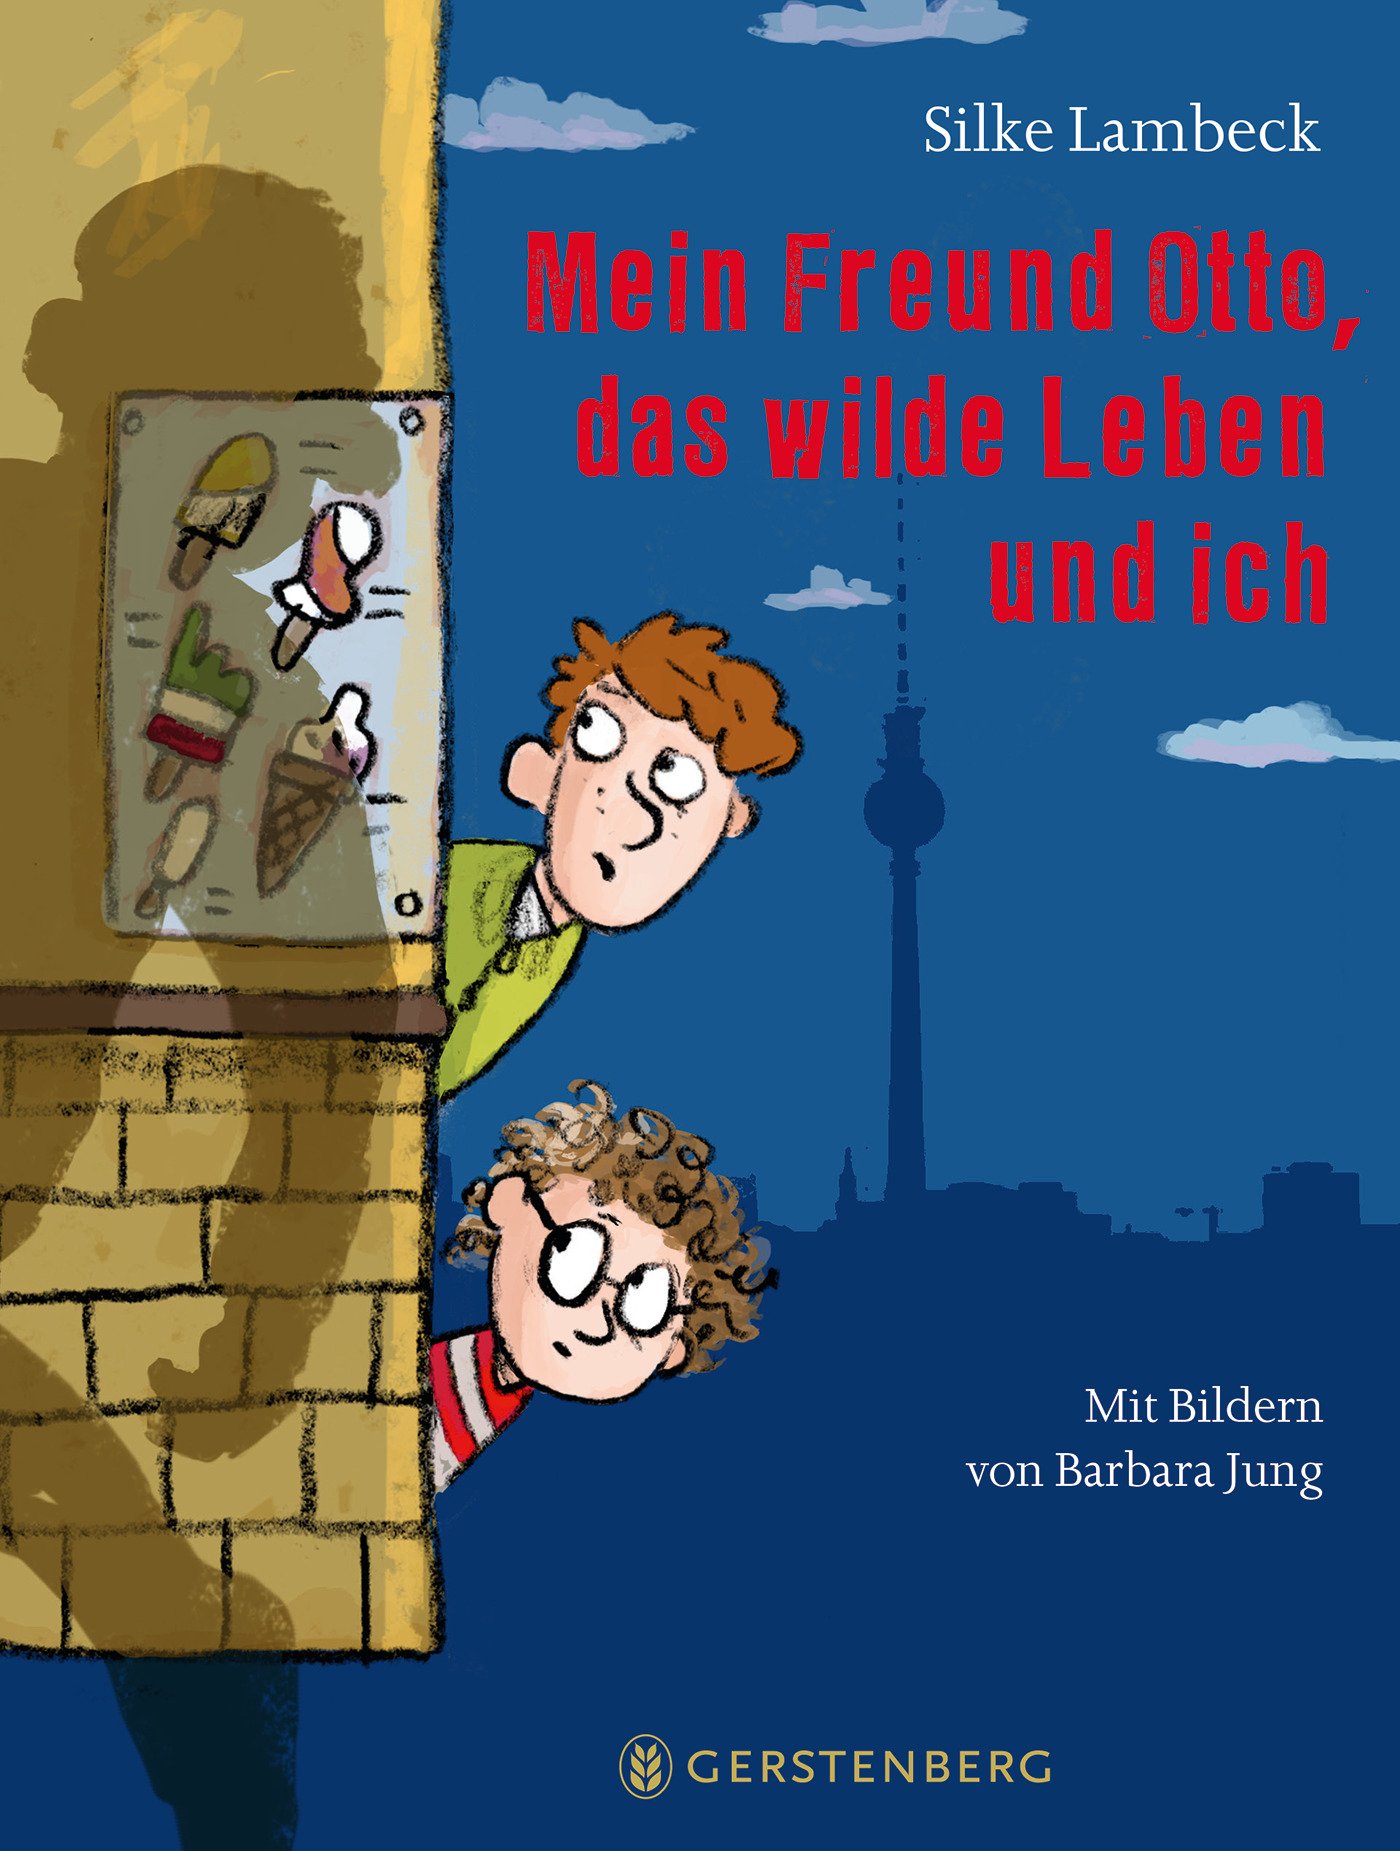 Silke Lambeck
Mein Freund Otto,
das wilde Leben
und ich
Mit Bildern
von Barbara Jung
GERSTENBERG